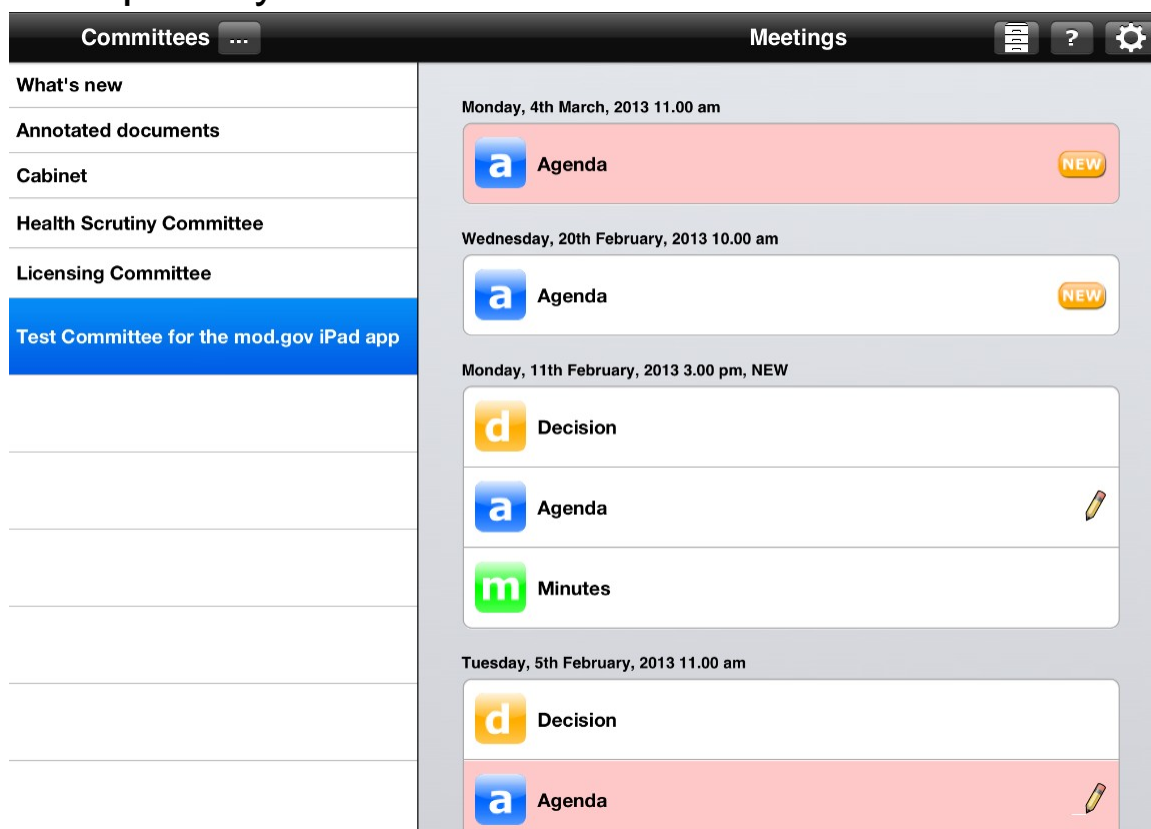 Committees ...
Meetings
?
What's new
Annotated documents
Cabinet
Health Scrutiny Committee
Licensing Committee
Test Committee for the mod.gov iPad app
Monday, 4th March, 2013 11.00 am
a Agenda NEW
Wednesday, 20th February, 2013 10.00 am
a Agenda NEW
Monday, 11th February, 2013 3.00 pm, NEW
d Decision
a Agenda
m Minutes
Tuesday, 5th February, 2013 11.00 am
d Decision
a Agenda